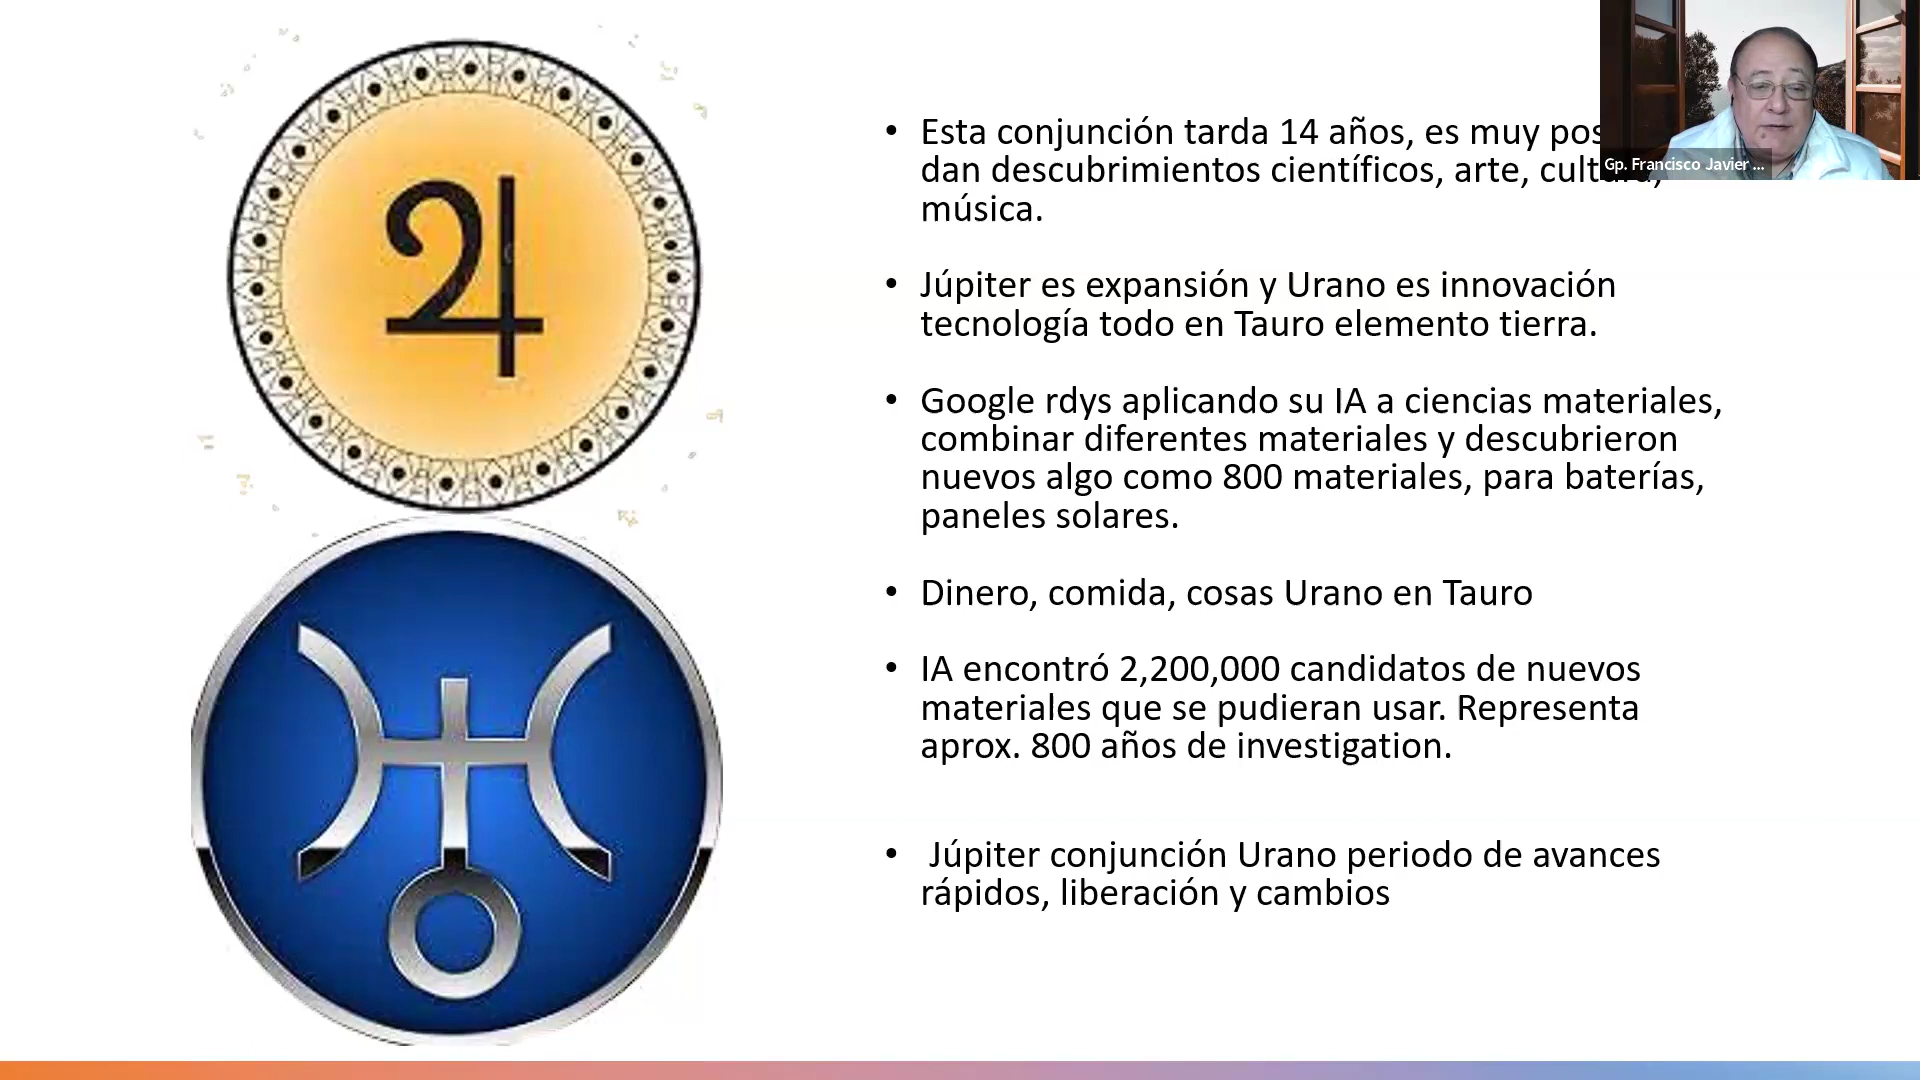 Esta conjunción tarda 14 años, es muy
dan descubrimientos científicos, arte, cultura,
música.
Júpiter es expansión y Urano es innovación
tecnología todo en Tauro elemento tierra.
Google rdys aplicando su IA a ciencias materiales,
combinar diferentes materiales y descubrieron
nuevos algo como 800 materiales, para baterías,
paneles solares.
Dinero, comida, cosas Urano en Tauro
IA encontró 2,200,000 candidatos de nuevos
materiales que se pudieran usar. Representa
aprox. 800 años de investigation.
Júpiter conjunción Urano periodo de avances
rápidos, liberación y cambios
Gp. Francisco Javier ...